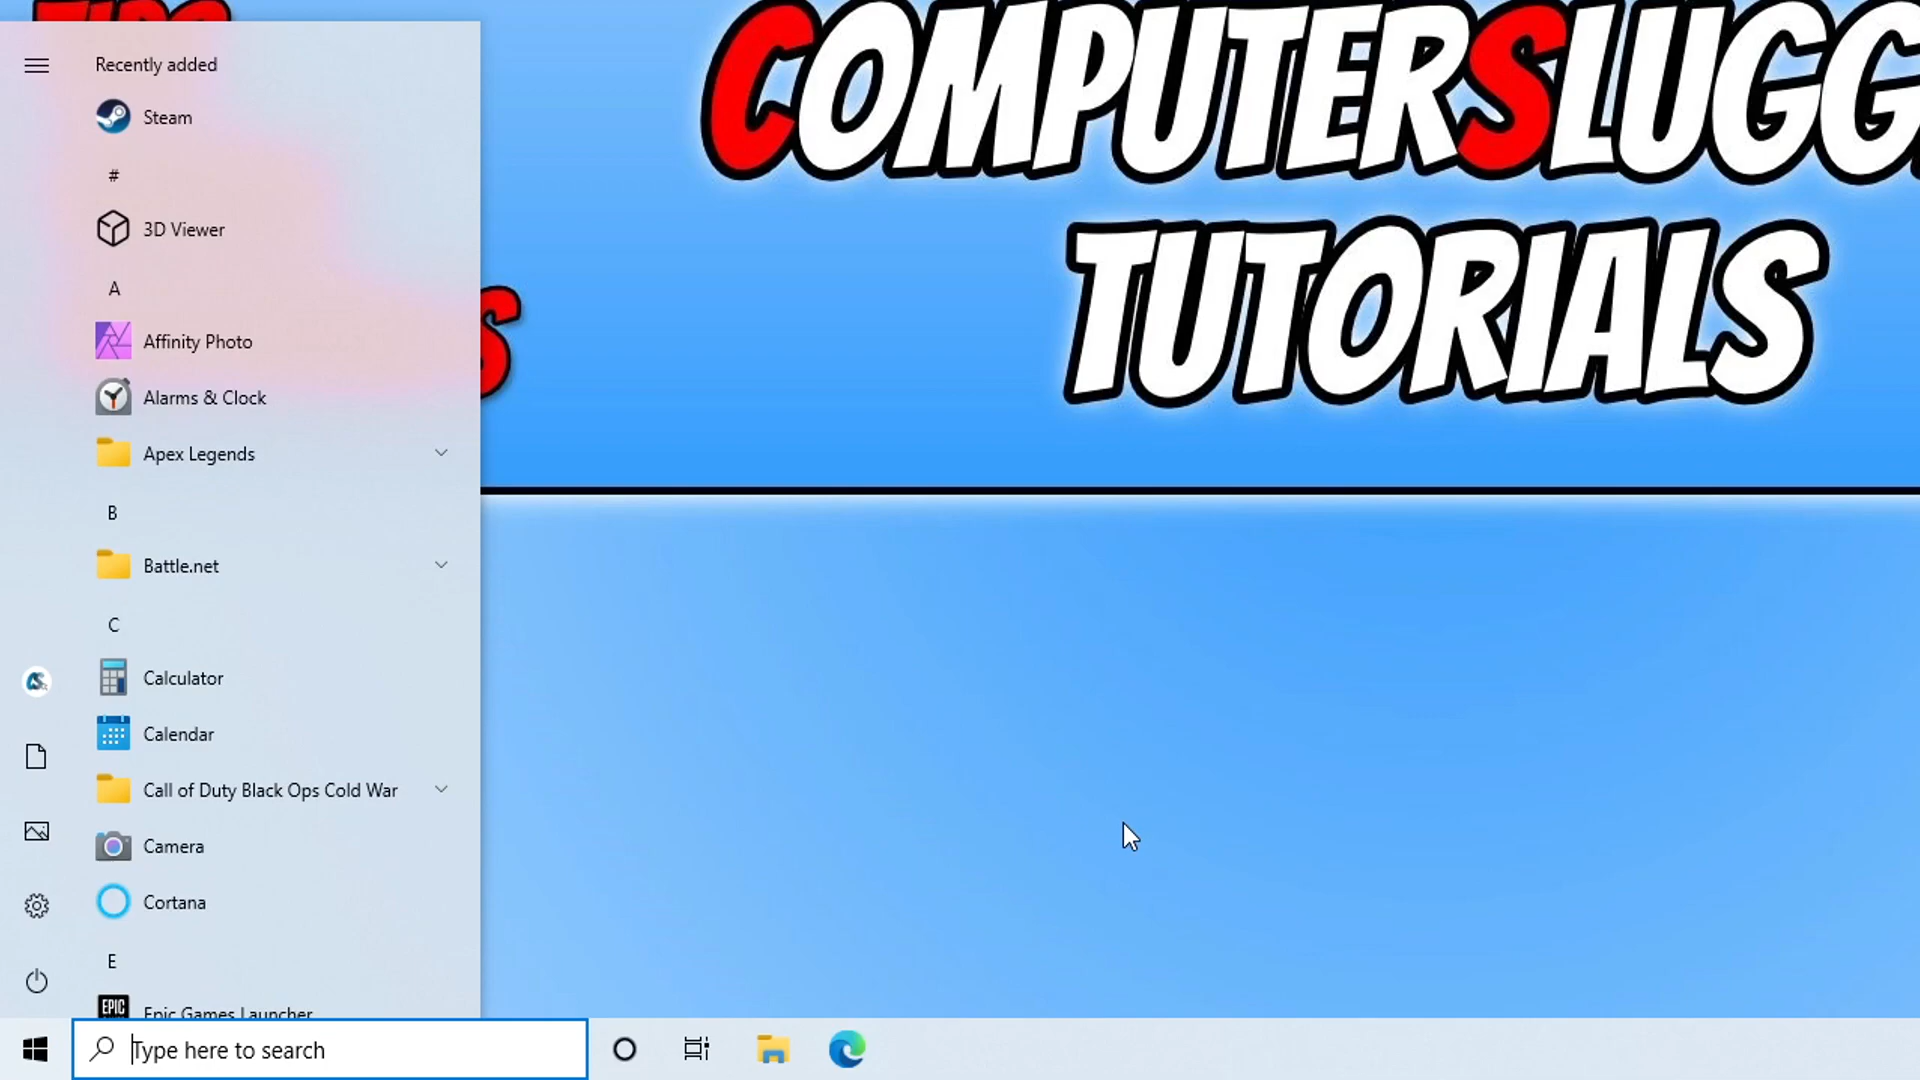 TIPS
Recently added
Steam
#
3D Viewer
A
Affinity Photo
Alarms & Clock
Apex Legends
B
Battle.net
C
Calculator
Calendar
Call of Duty Black Ops Cold War
Camera
Cortana
E
EPIC
Epic Games Launcher
Type here to search
COMPUTERSLUGG
TUTORIALS
S